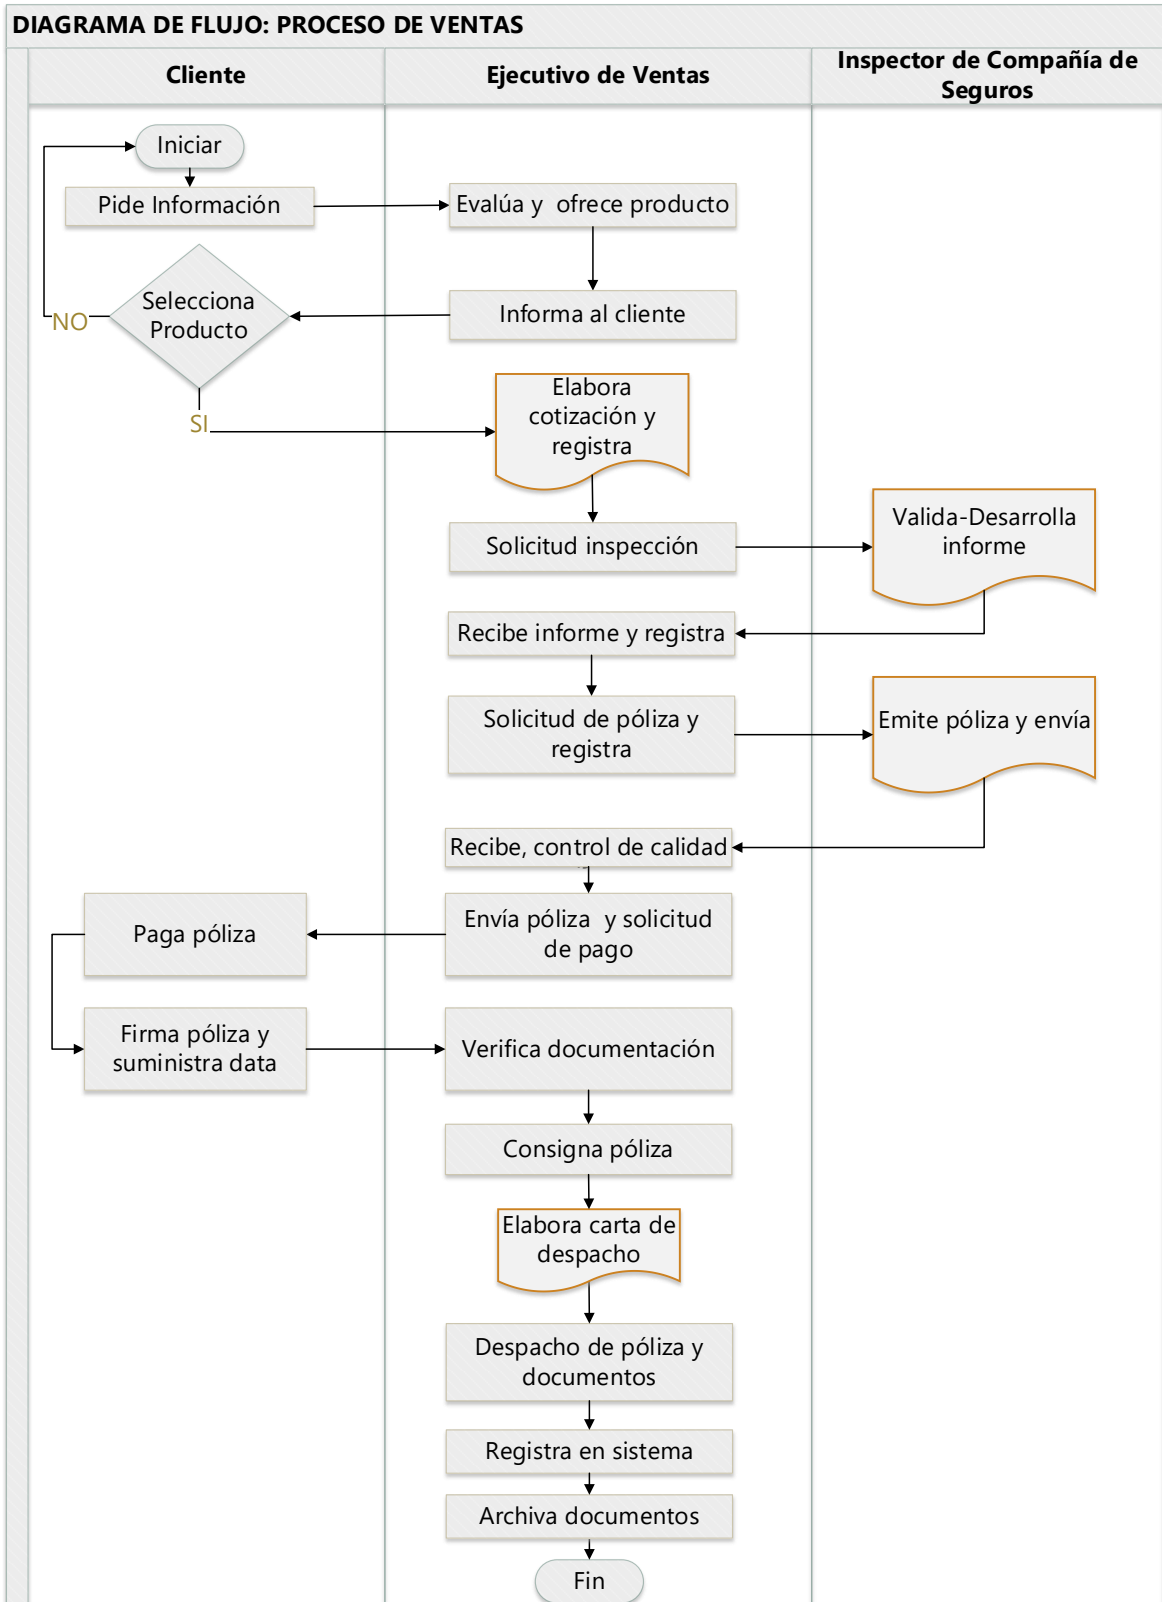 DIAGRAMA DE FLUJO: PROCESO DE VENTAS
Cliente
Ejecutivo de Ventas
Inspector de Compañía de
Seguros
Iniciar
Pide Información
Evalúa y  ofrece producto
Selecciona
Producto
Informa al cliente
NO
SI
Elabora
cotización y
registra
Solicitud inspección
Valida-Desarrolla
informe
Recibe informe y registra
Solicitud de póliza y
registra
Emite póliza y envía
Recibe, control de calidad
Envía póliza  y solicitud
de pago
Paga póliza
Firma póliza y
suministra data
Verifica documentación
Consigna póliza
Elabora carta de
despacho
Despacho de póliza y
documentos
Registra en sistema
Archiva documentos
Fin